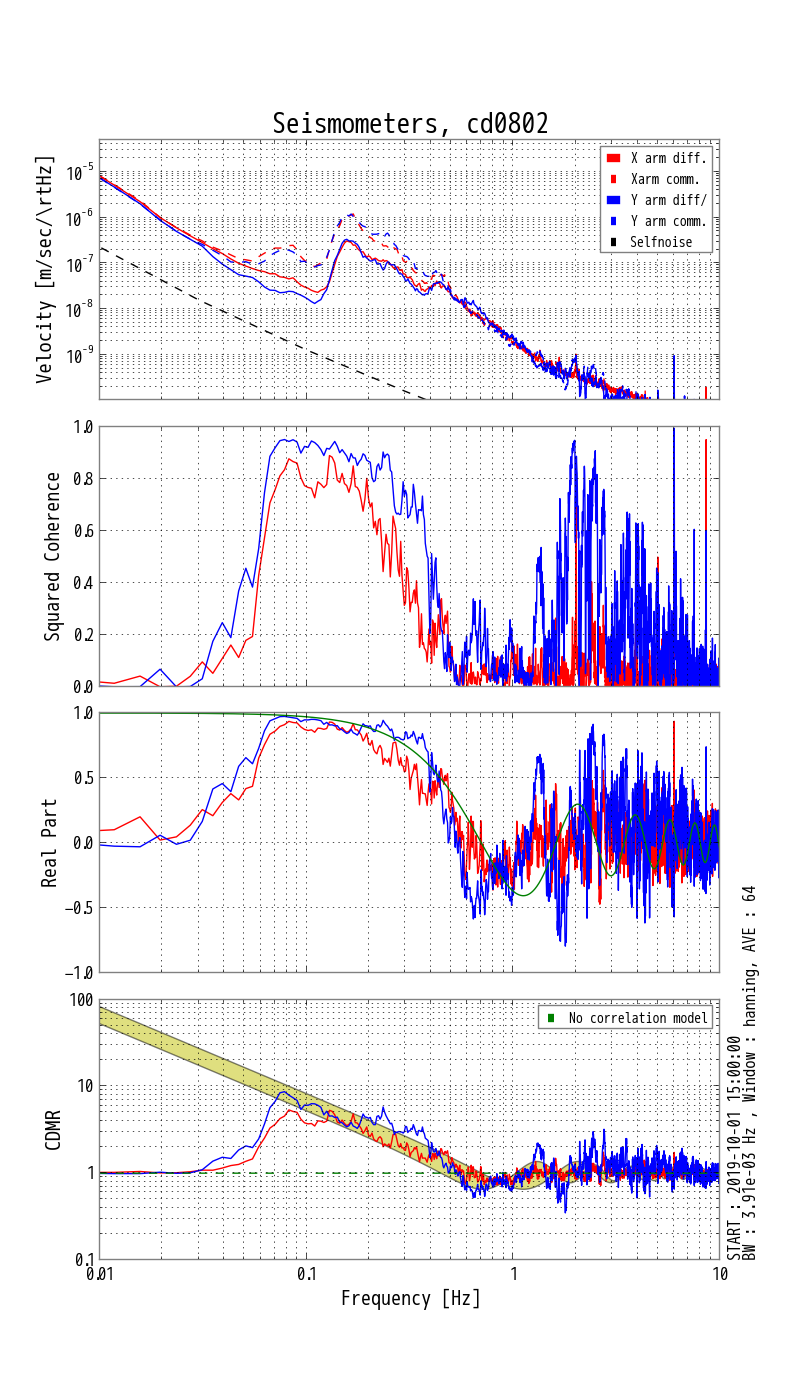 Seismometers, cd0802
Velocity [m/sec/\rtHz]
10^-5
10^-6
10^-7
10^-8
10^-9
X arm diff.
Xarm comm.
Y arm diff/
Y arm comm.
Selfnoise
Squared Coherence
1.0
0.8
0.6
0.4
0.2
0.0
Real Part
1.0
0.5
0.0
−0.5
−1.0
CDMR
100
10
1
0.1
No correlation model
0.01
0.1
1
10
Frequency [Hz]
START : 2019-10-01 15:00:00
BW : 3.91e-03 Hz , Window : hanning, AVE : 64